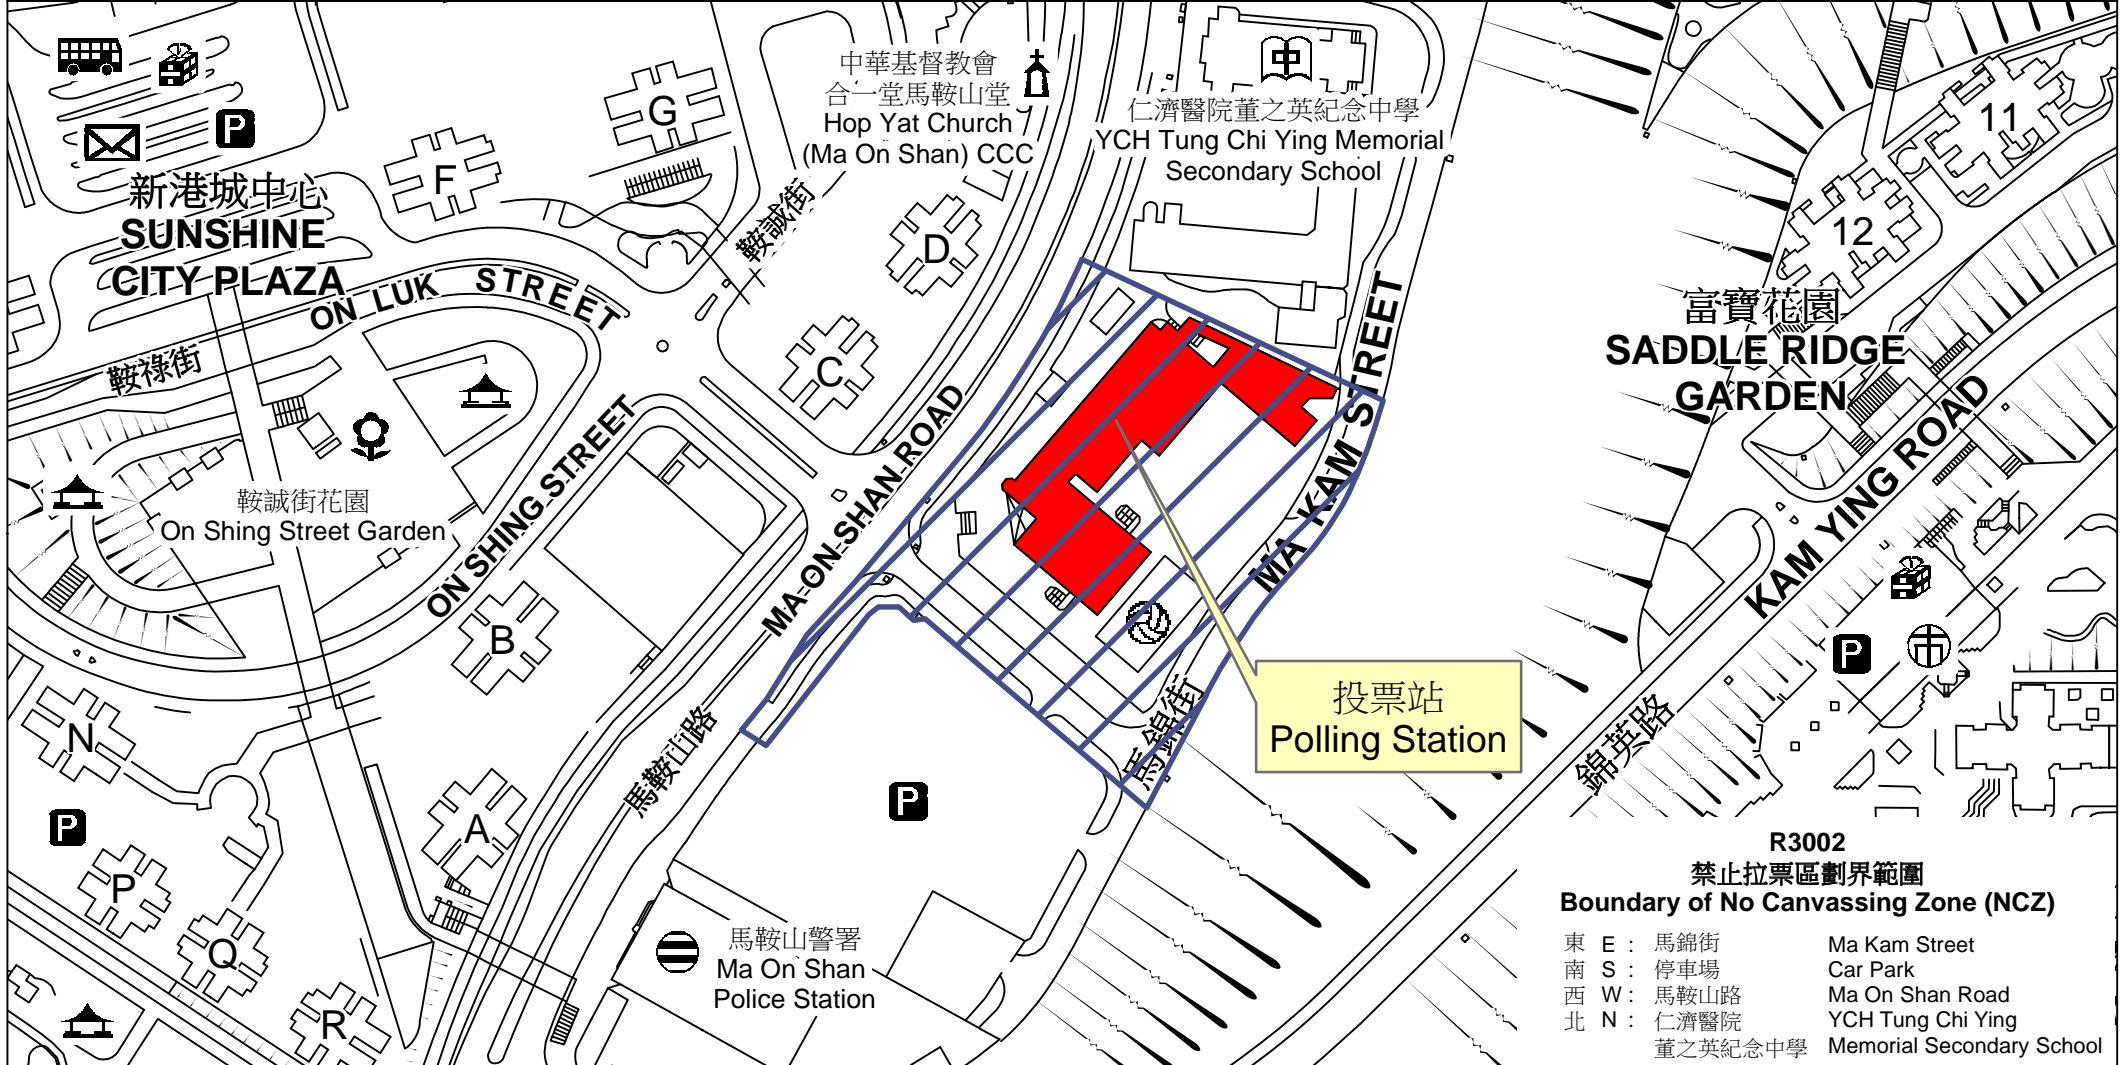 中華基督教會
合一堂馬鞍山堂
Hop Yat Church
(Ma On Shan) CCC
仁濟醫院董之英紀念中學
YCH Tung Chi Ying Memorial
Secondary School
中
P
G
F
D
C
11
12
新港城中心
SUNSHINE
CITY PLAZA
鞍誠街
ON LUK STREET
鞍祿街
鞍誠街花園
On Shing Street Garden
ON SHING STREET
MA ON SHAN ROAD
馬鞍山路
MA KAM STREET
馬錦街
富寶花園
SADDLE RIDGE
GARDEN
KAM YING ROAD
錦英路
投票站
Polling Station
B
A
N
P
P
Q
R
P
P
馬鞍山警署
Ma On Shan
Police Station
R3002
禁止拉票區劃界範圍
Boundary of No Canvassing Zone (NCZ)
東 E : 馬錦街 Ma Kam Street
南 S : 停車場 Car Park
西 W : 馬鞍山路 Ma On Shan Road
北 N : 仁濟醫院 YCH Tung Chi Ying
董之英紀念中學 Memorial Secondary School